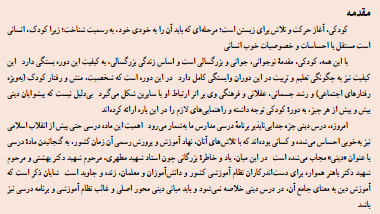 مقدمه
کودکی، آغاز حرکت و تلاش برای زیستن است؛ مرحله‌ای که باید آن را به خودی خود، به رسمیت شناخت؛ زیرا کودک، انسانی
است مستقل با احساسات و خصوصیات خوب انسانی
با این همه، کودکی، مقدمهٔ نوجوانی، جوانی و بزرگسالی است و اساس زندگی بزرگسالی، به کیفیت این دوره بستگی دارد. این
کیفیت نیز به چگونگی تعلیم و تربیت در این دوران وابستگی کامل دارد. در این دوره است که شخصیت، منش و رفتار کودک (به‌ویژه
رفتارهای اجتماعی) و رشد جسمانی، عقلانی و فرهنگی وی بر اثر ارتباط او با سایرین شکل می‌گیرد. بی‌دلیل نیست که پیشوایان دینی
بیش و پیش از هر چیز، به دورهٔ کودکی توجه داشته و راهنمایی‌های لازم را در این باره ارائه کرده‌اند
امروزه، درس دینی جزء جدایی ناپذیر برنامهٔ درسی مدارس ما به‌شمار می‌رود. اهمیت این ماده درسی حتی پیش از انقلاب اسلامی
نیز به‌خوبی احساس می‌شده و کسانی بوده‌اند که با تلاش‌های آنان، نهاد آموزش و پرورش رسمی آن زمان کشور، به گنجانیدن مادهٔ درسی
با عنوان «دینی» مجاب می‌شده است. در این میان، یاد و خاطرهٔ بزرگانی چون استاد شهید مطهری، مرحوم شهید دکتر بهشتی و مرحوم
شهید دکتر باهنر همواره برای دست‌اندرکاران نظام آموزشی کشور و دانش‌آموزان و معلمان، زنده و جاوید است. شایان ذکر است که
آموزش دین به معنای جامع آن، در درس دینی خلاصه نمی‌شود و باید مبانی دینی محور اصلی و غالب نظام آموزشی و برنامه درسی نیز
باشد